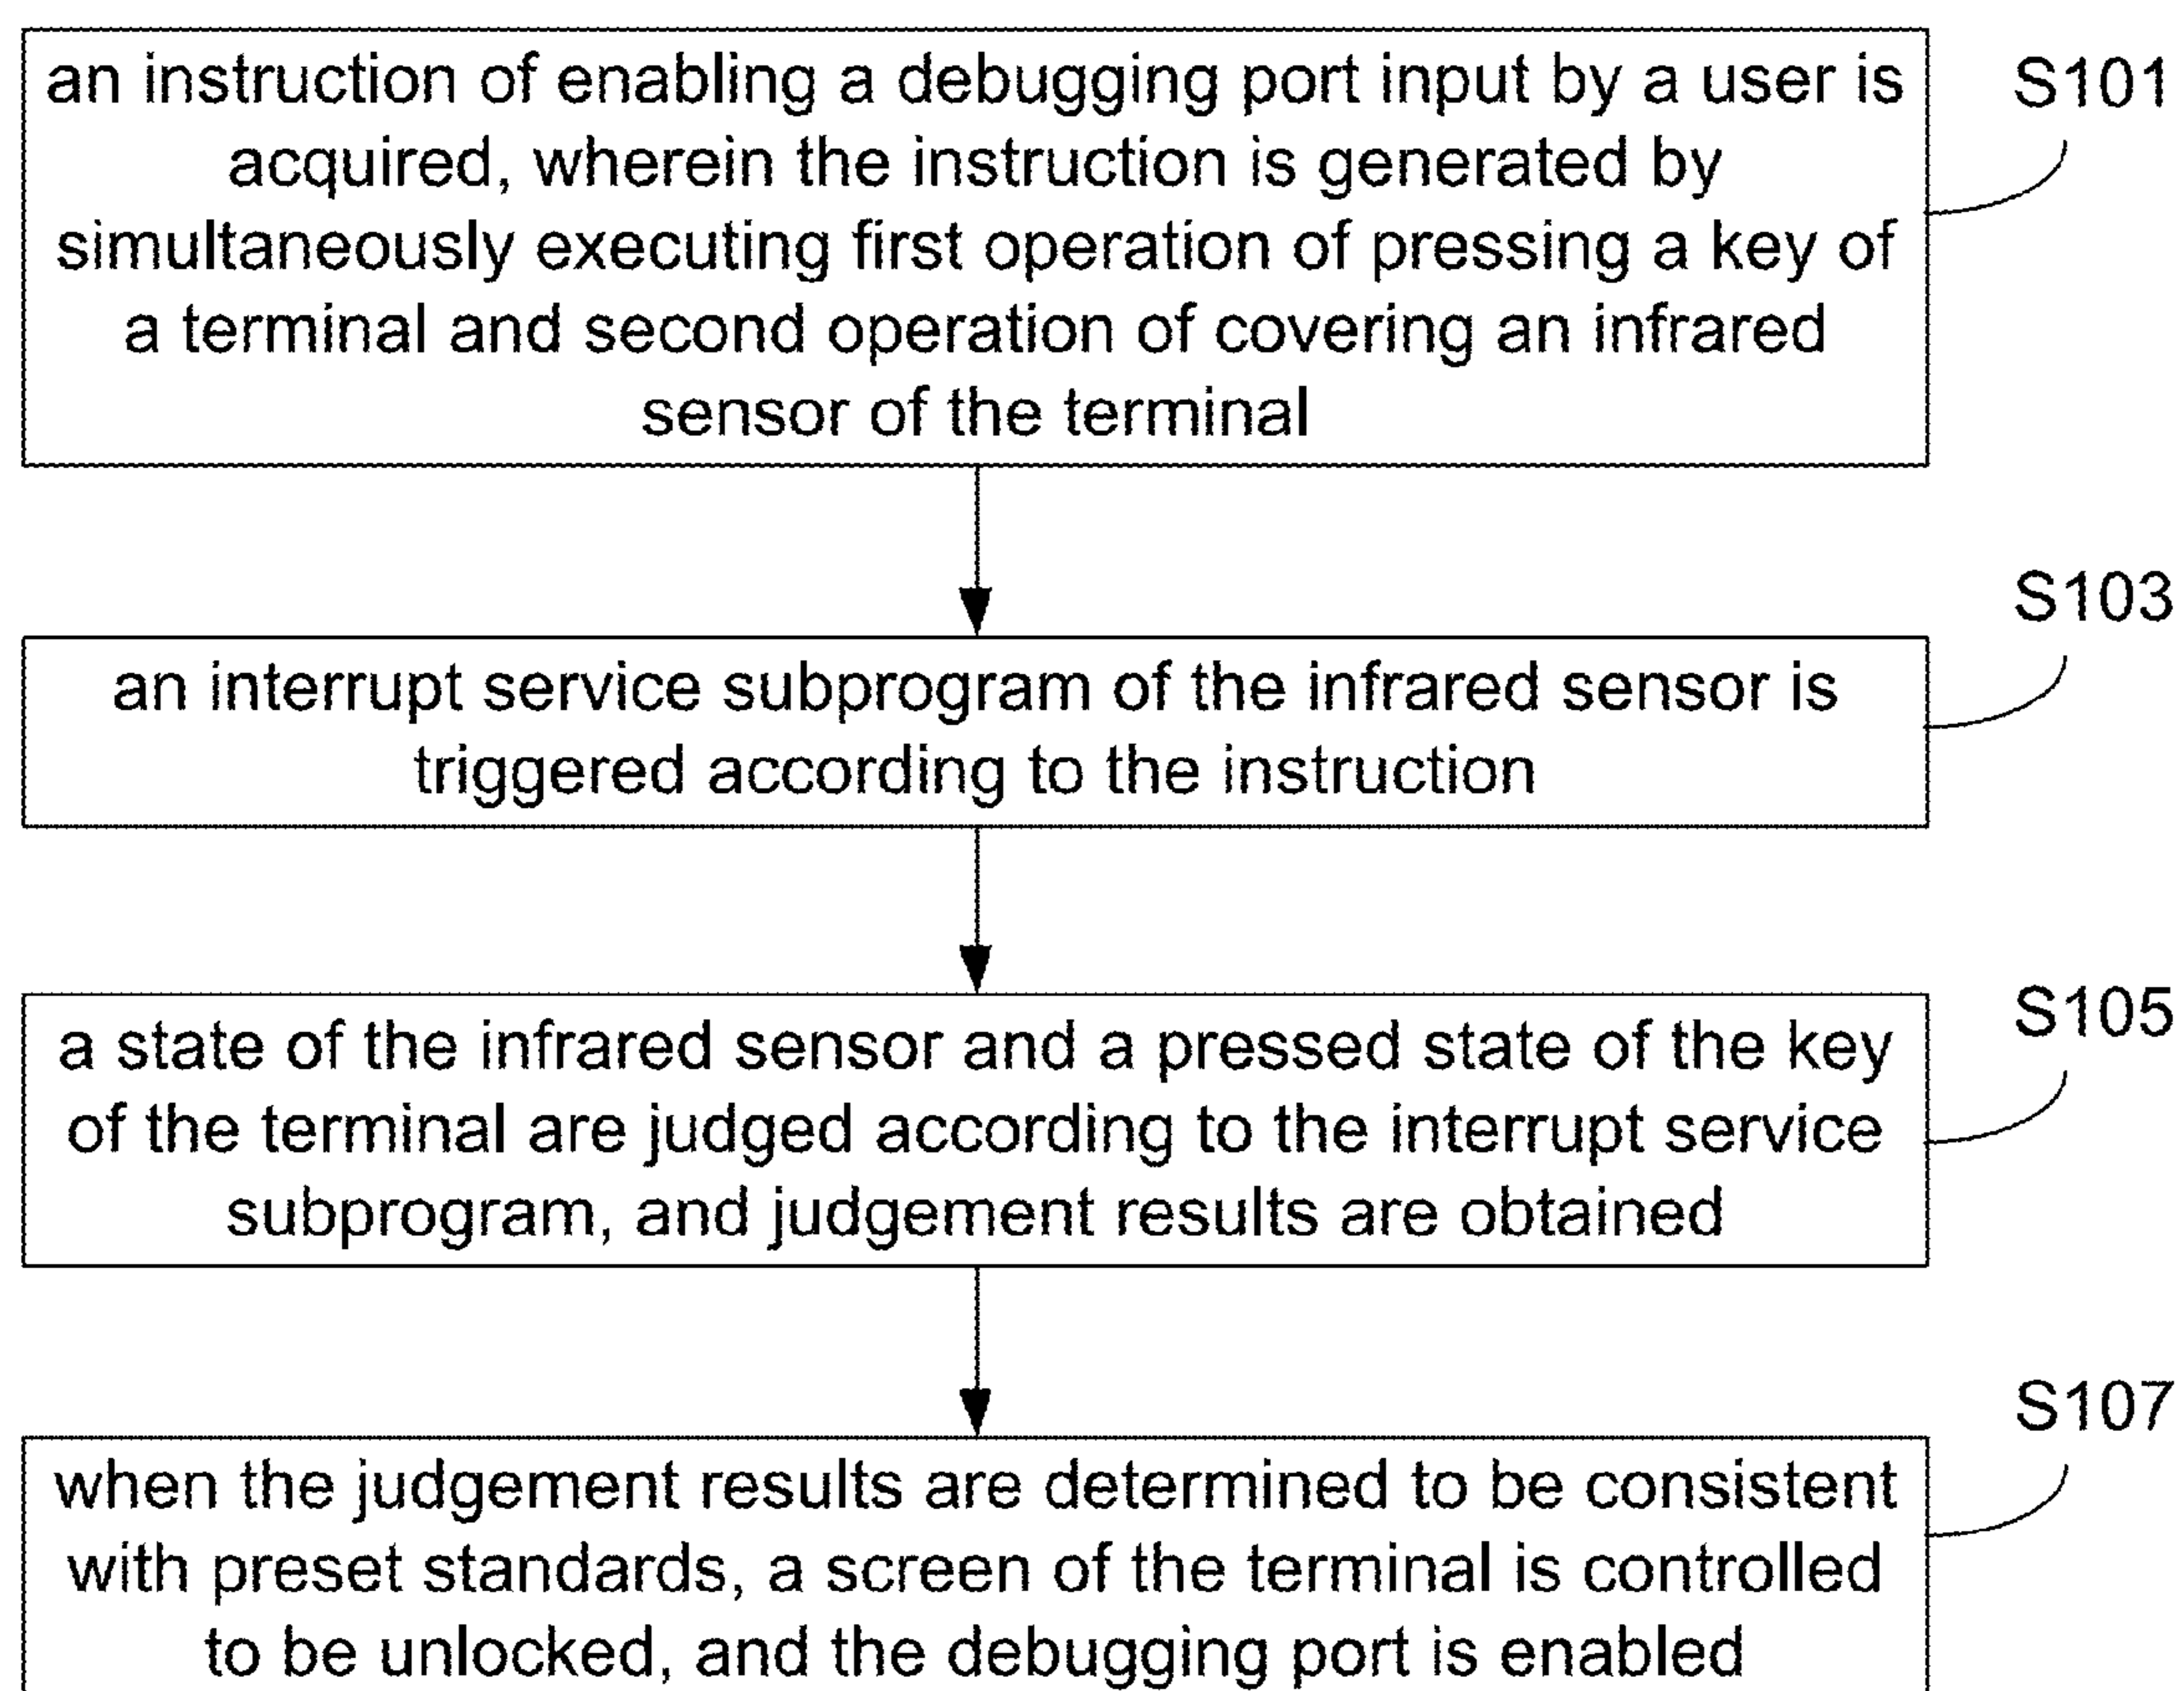 an instruction of enabling a debugging port input by a user is
acquired, wherein the instruction is generated by
simultaneously executing first operation of pressing a key of
a terminal and second operation of covering an infrared
sensor of the terminal
S101
S103
an interrupt service subprogram of the infrared sensor is
triggered according to the instruction
S105
a state of the infrared sensor and a pressed state of the key
of the terminal are judged according to the interrupt service
subprogram, and judgement results are obtained
S107
when the judgement results are determined to be consistent
with preset standards, a screen of the terminal is controlled
to be unlocked, and the debugging port is enabled